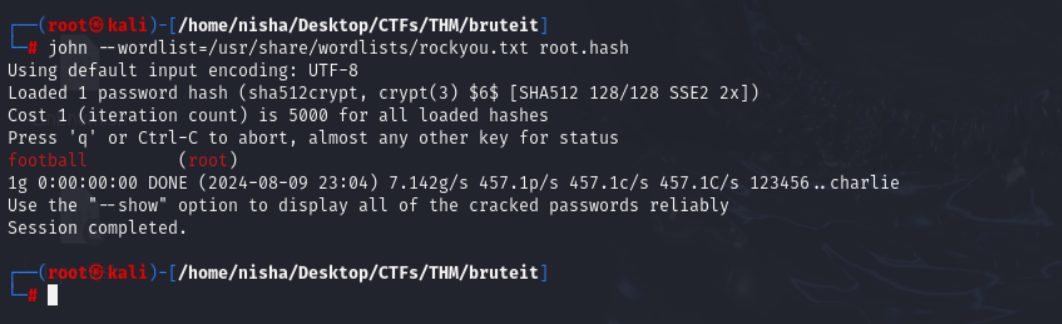 ┌──(root㉿kali)-[/home/nisha/Desktop/CTFs/THM/bruteit]
└─# john --wordlist=/usr/share/wordlists/rockyou.txt root.hash
Using default input encoding: UTF-8
Loaded 1 password hash (sha512crypt, crypt(3) $6$ [SHA512 128/128 SSE2 2x])
Cost 1 (iteration count) is 5000 for all loaded hashes
Press 'q' or Ctrl-C to abort, almost any other key for status
football         (root)
1g 0:00:00:00 DONE (2024-08-09 23:04) 7.142g/s 457.1p/s 457.1c/s 457.1C/s 123456..charlie
Use the "--show" option to display all of the cracked passwords reliably
Session completed.
┌──(root㉿kali)-[/home/nisha/Desktop/CTFs/THM/bruteit]
└─#